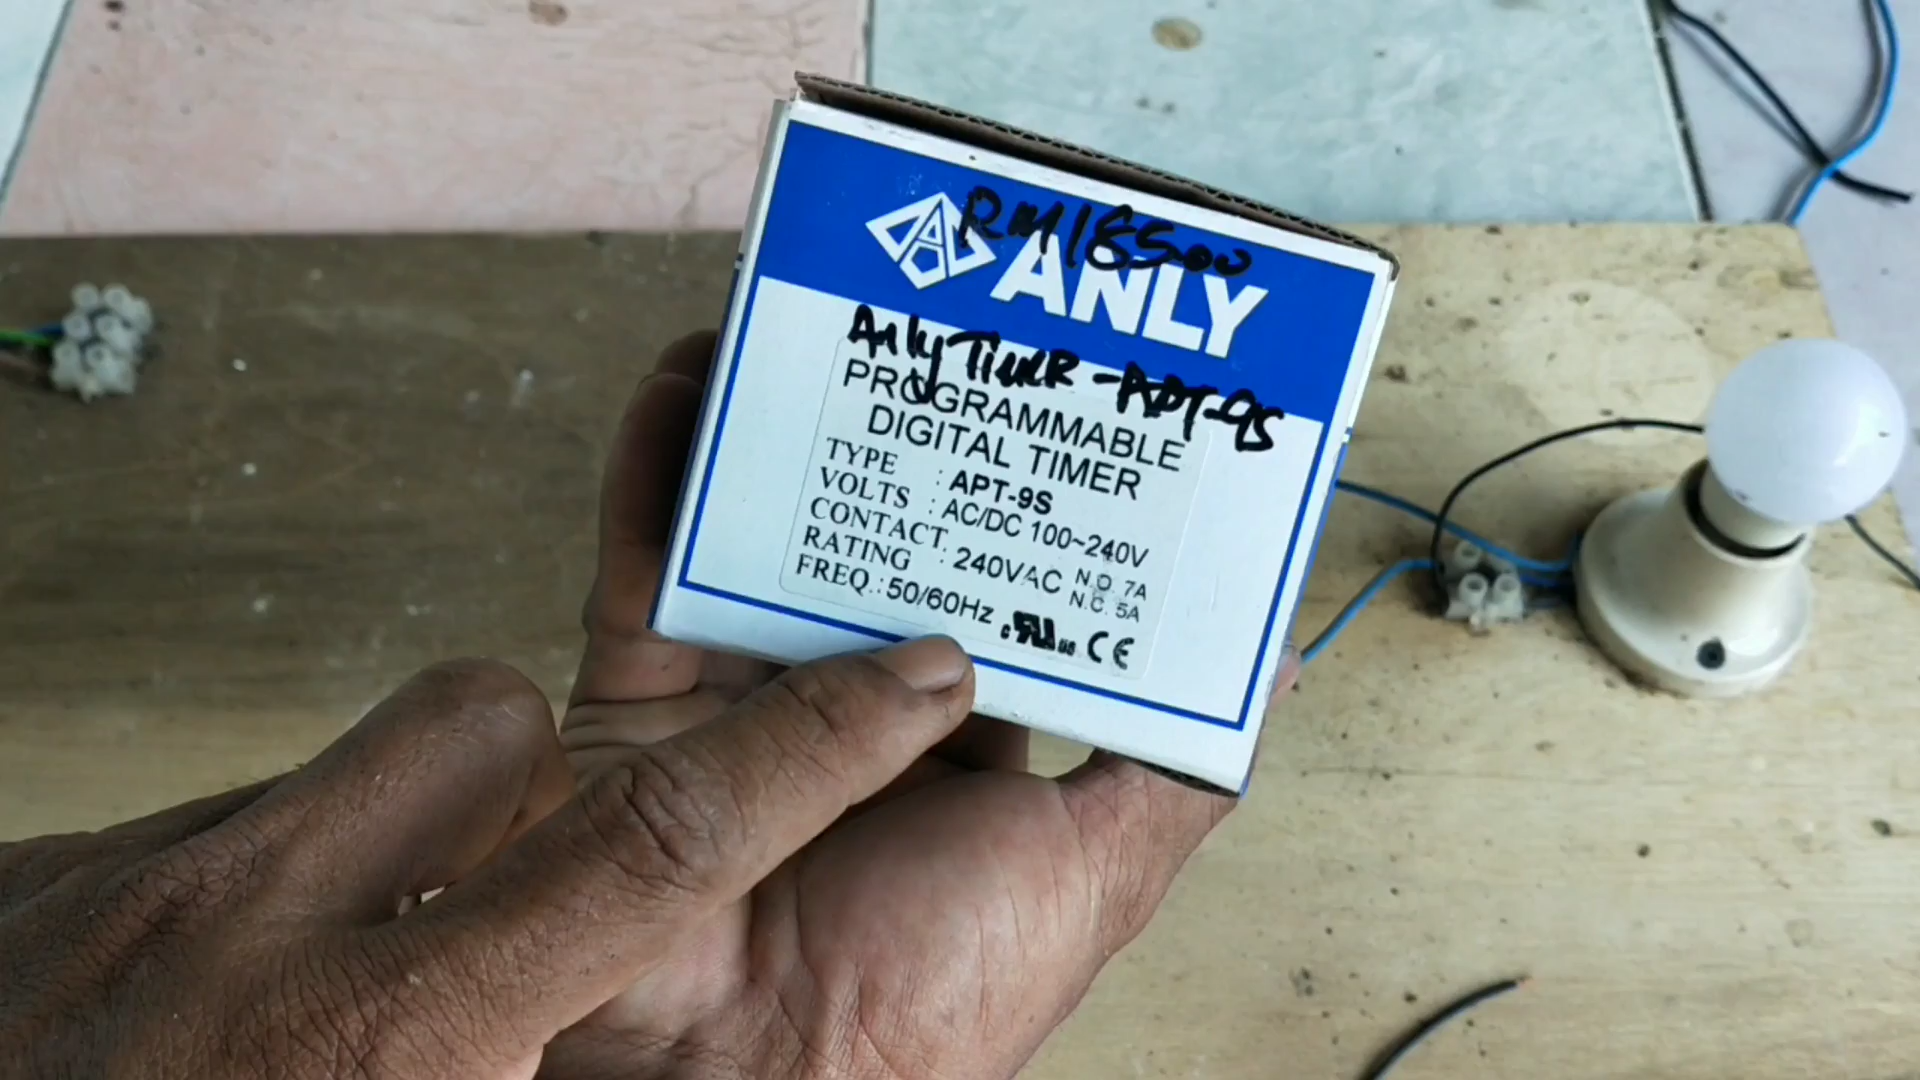 RM185.00
ANLY
Anly TimeR - APT-9S
PROGRAMMABLE
DIGITAL TIMER
TYPE : APT-9S
VOLTS : AC/DC 100~240V
CONTACT RATING : 240VAC N.O. 7A N.C. 5A
FREQ.: 50/60Hz
CE